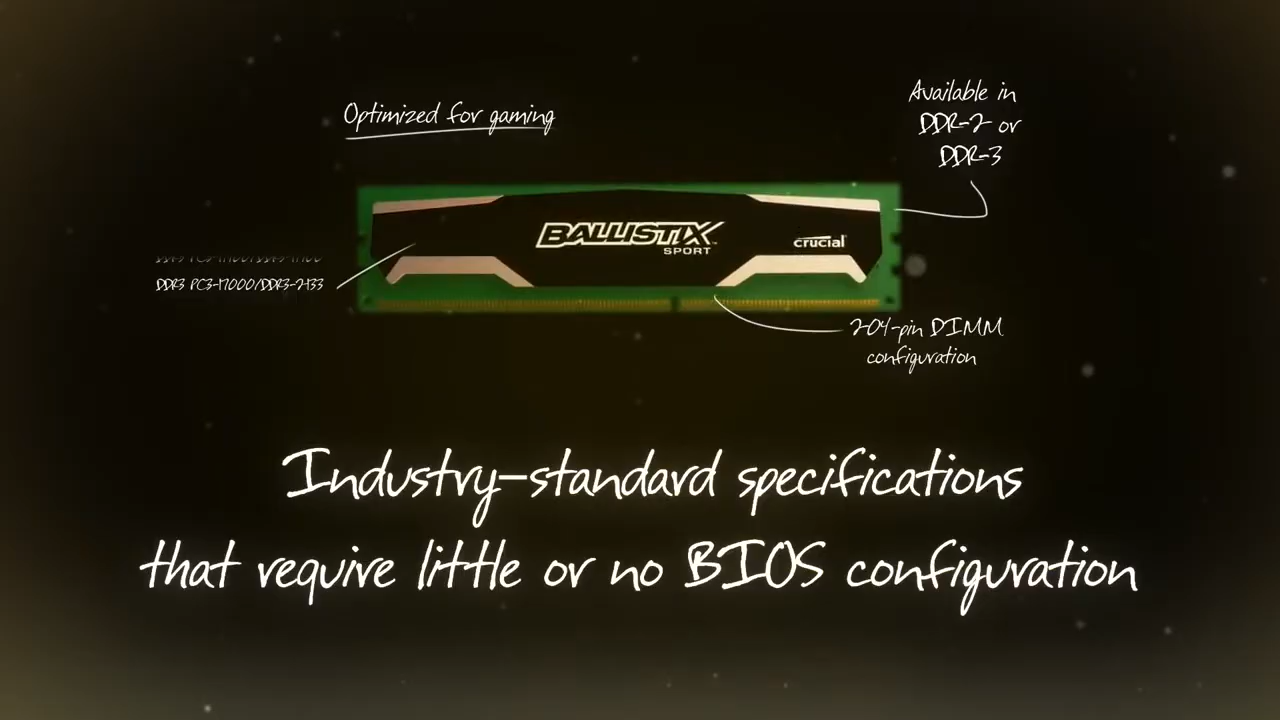 Optimized for gaming
Available in
DDR-2 or
DDR-3
BALLISTIX
SPORT
crucial
DDR3 PC3-17000/DDR3-2133
204-pin DIMM
configuration
Industry-standard specifications
that require little or no BIOS configuration